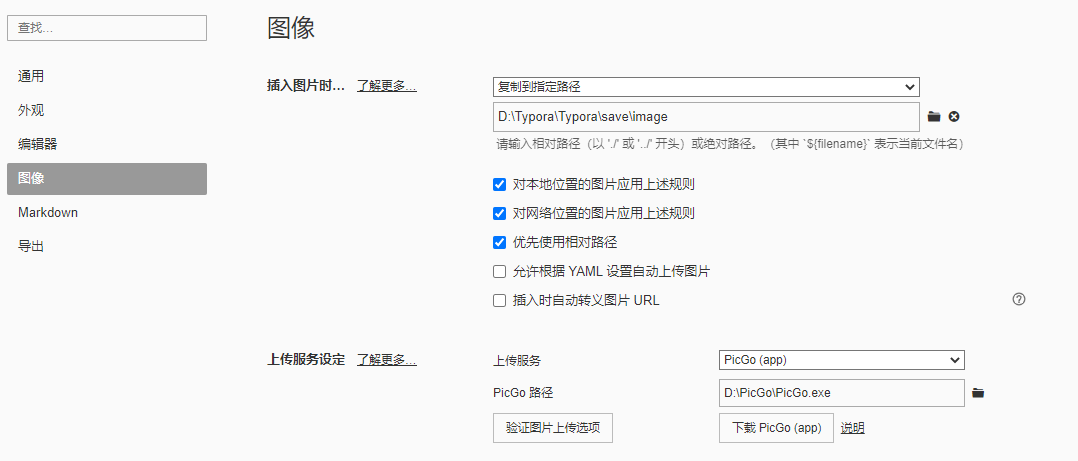 查找...
通用
外观
编辑器
图像
Markdown
导出
图像
插入图片时... 了解更多... 复制到指定路径
D:\Typora\Typora\save\image
请输入相对路径（以 './' 或 '../' 开头）或绝对路径。（其中 `${filename}` 表示当前文件名）
对本地位置的图片应用上述规则
对网络位置的图片应用上述规则
优先使用相对路径
允许根据 YAML 设置自动上传图片
插入时自动转义图片 URL
上传服务设定 了解更多... 上传服务 PicGo (app)
PicGo 路径 D:\PicGo\PicGo.exe
验证图片上传选项 下载 PicGo (app) 说明